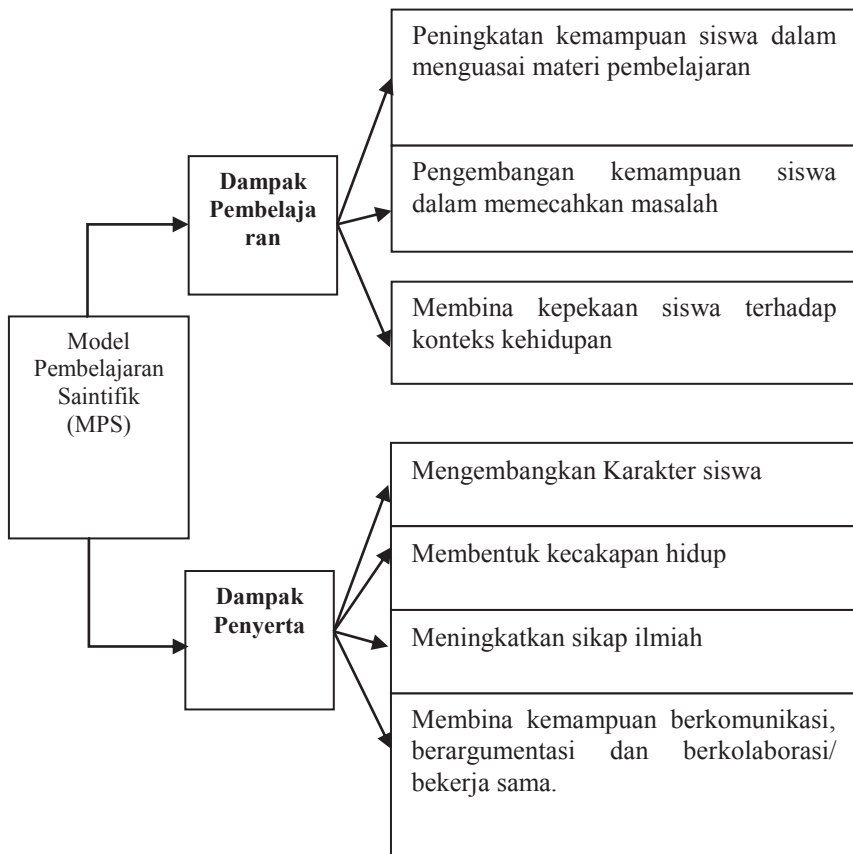 Model
Pembelajaran
Saintifik
(MPS)
Dampak
Pembelaja
ran
Peningkatan kemampuan siswa dalam
menguasai materi pembelajaran
Pengembangan kemampuan siswa
dalam memecahkan masalah
Membina kepekaan siswa terhadap
konteks kehidupan
Dampak
Penyerta
Mengembangkan Karakter siswa
Membentuk kecakapan hidup
Meningkatkan sikap ilmiah
Membina kemampuan berkomunikasi,
berargumentasi dan berkolaborasi/
bekerja sama.